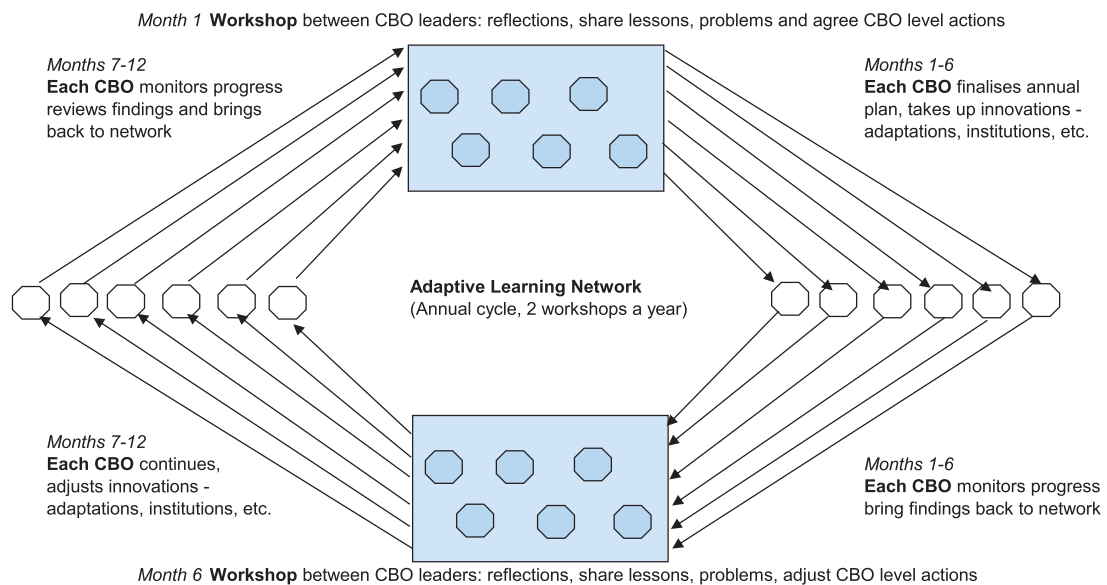 Month 1 Workshop between CBO leaders: reflections, share lessons, problems and agree CBO level actions
Months 7-12
Each CBO monitors progress
reviews findings and brings
back to network
Months 1-6
Each CBO finalises annual
plan, takes up innovations -
adaptations, institutions, etc.
Adaptive Learning Network
(Annual cycle, 2 workshops a year)
Months 7-12
Each CBO continues,
adjusts innovations -
adaptations, institutions, etc.
Months 1-6
Each CBO monitors progress
bring findings back to network
Month 6 Workshop between CBO leaders: reflections, share lessons, problems, adjust CBO level actions